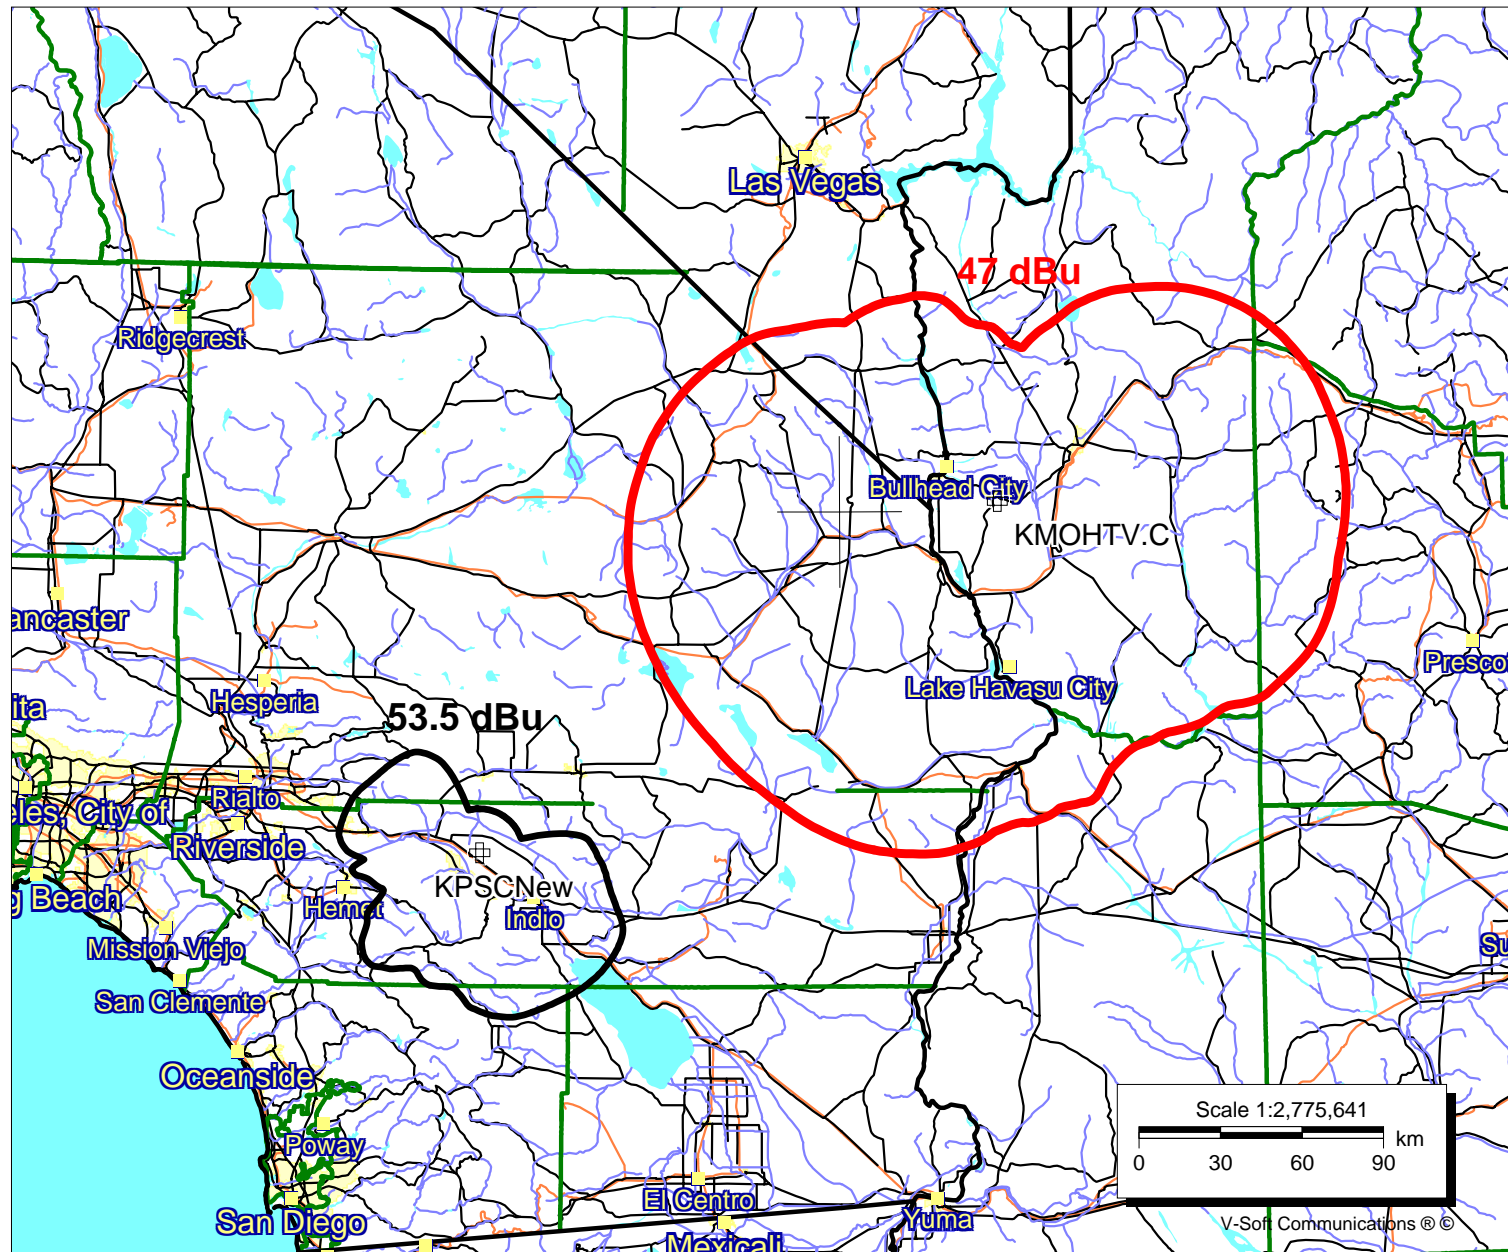 Las Vegas
47 dBu
Ridgecrest
Bullhead City
KMOHTV.C
ancaster
Prescot
Lake Havasu City
Hesperia
ita
53.5 dBu
Rialto
eles, City of
Riverside
KPSCNew
g Beach
Hemet
Indio
Mission Viejo
Su
San Clemente
Oceanside
Scale 1:2,775,641
km
0 30 60 90
Poway
El Centro
San Diego
Yuma
V-Soft Communications ® ©
Mexicali